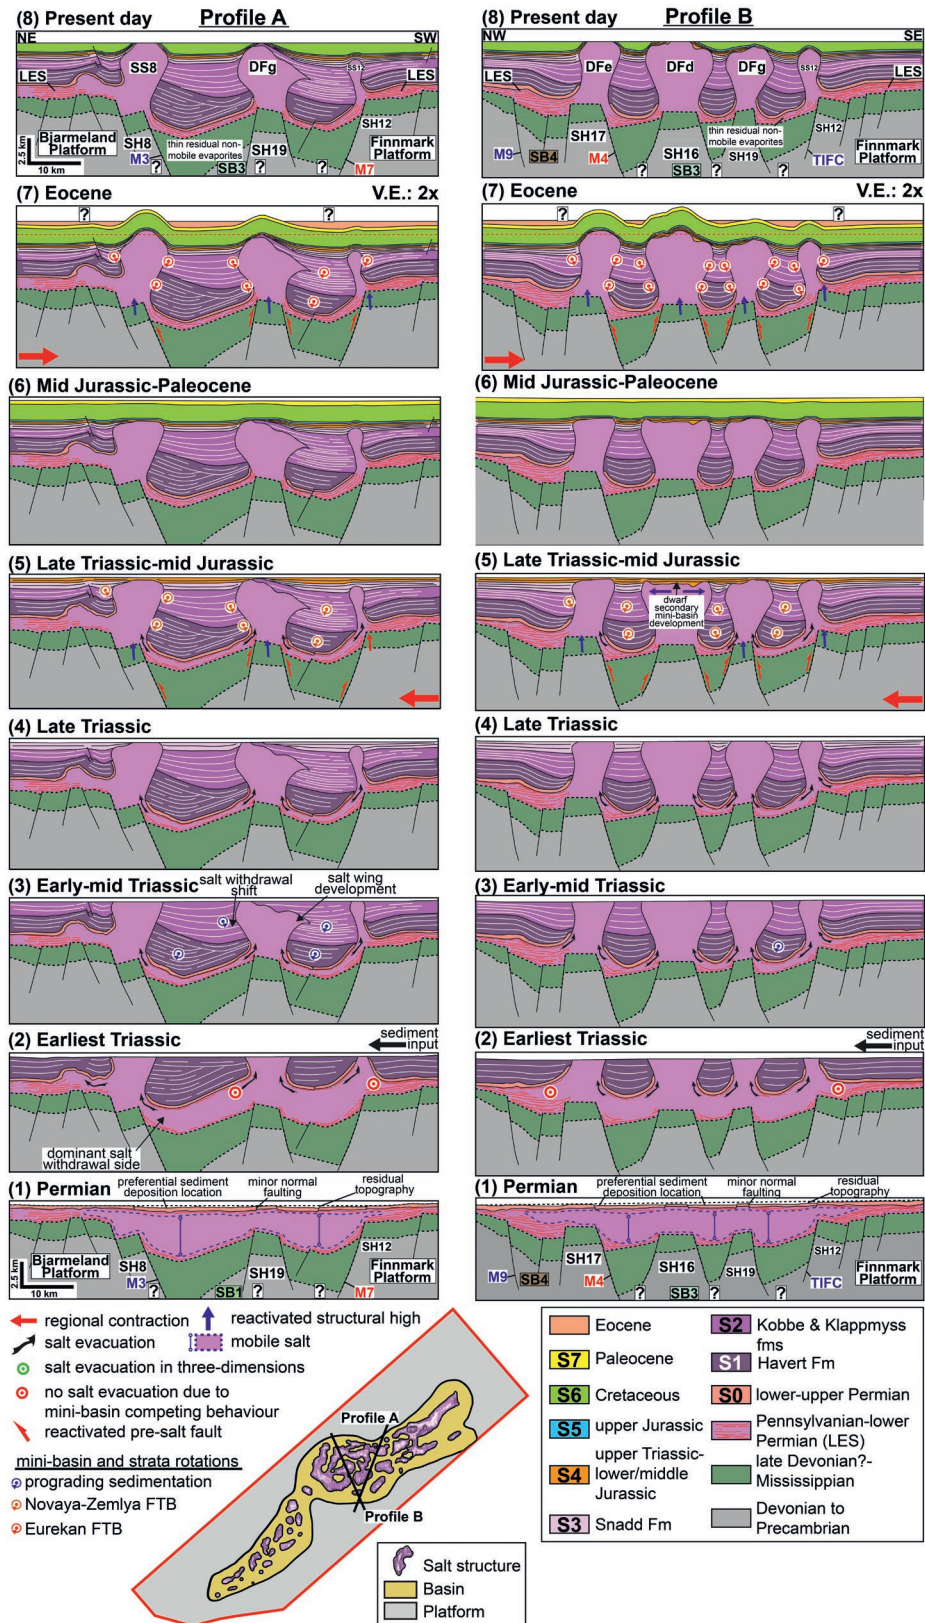 (8) Present day
Profile A
NE
SW
SS8
DFg
SS12
LES
LES
Bjarmeland
Platform
SH8
M3
?
thin residual non-
mobile evaporites
SB3
SH19
?
?
SH12
M7
Finnmark
Platform
2.5 km
10 km
(8) Present day
Profile B
NW
SE
DFe
DFd
DFg
SS12
LES
LES
M9
SB4
SH17
M4
SH16
SB3
?
thin residual non-
mobile evaporites
SH19
?
SH12
TIFC
Finnmark
Platform
(7) Eocene
V.E.: 2x
?
?
(7) Eocene
?
?
(6) Mid Jurassic-Paleocene
(6) Mid Jurassic-Paleocene
(5) Late Triassic-mid Jurassic
(5) Late Triassic-mid Jurassic
dwarf
secondary
mini-basin
development
(4) Late Triassic
(4) Late Triassic
(3) Early-mid Triassic
salt withdrawal
shift
salt wing
development
(3) Early-mid Triassic
(2) Earliest Triassic
sediment
input
dominant salt
withdrawal side
(2) Earliest Triassic
sediment
input
(1) Permian
preferential sediment
deposition location
minor normal
faulting
residual
topography
Bjarmeland
Platform
2.5 km
10 km
SH8
M3
?
SB1
SH19
?
?
SH12
M7
Finnmark
Platform
(1) Permian
preferential sediment
deposition location
minor normal
faulting
residual
topography
M9
SB4
SH17
M4
?
SH16
SB3
?
SH19
?
SH12
TIFC
Finnmark
Platform
regional contraction
reactivated structural high
salt evacuation
mobile salt
salt evacuation in three-dimensions
no salt evacuation due to
mini-basin competing behaviour
reactivated pre-salt fault
mini-basin and strata rotations
prograding sedimentation
Novaya-Zemlya FTB
Eurekan FTB
Profile A
Profile B
Salt structure
Basin
Platform
Eocene
S7 Paleocene
S6 Cretaceous
S5 upper Jurassic
S4 upper Triassic-
lower/middle
Jurassic
S3 Snadd Fm
S2 Kobbe & Klappmyss
fms
S1 Havert Fm
S0 lower-upper Permian
Pennsylvanian-lower
Permian (LES)
late Devonian?-
Mississippian
Devonian to
Precambrian